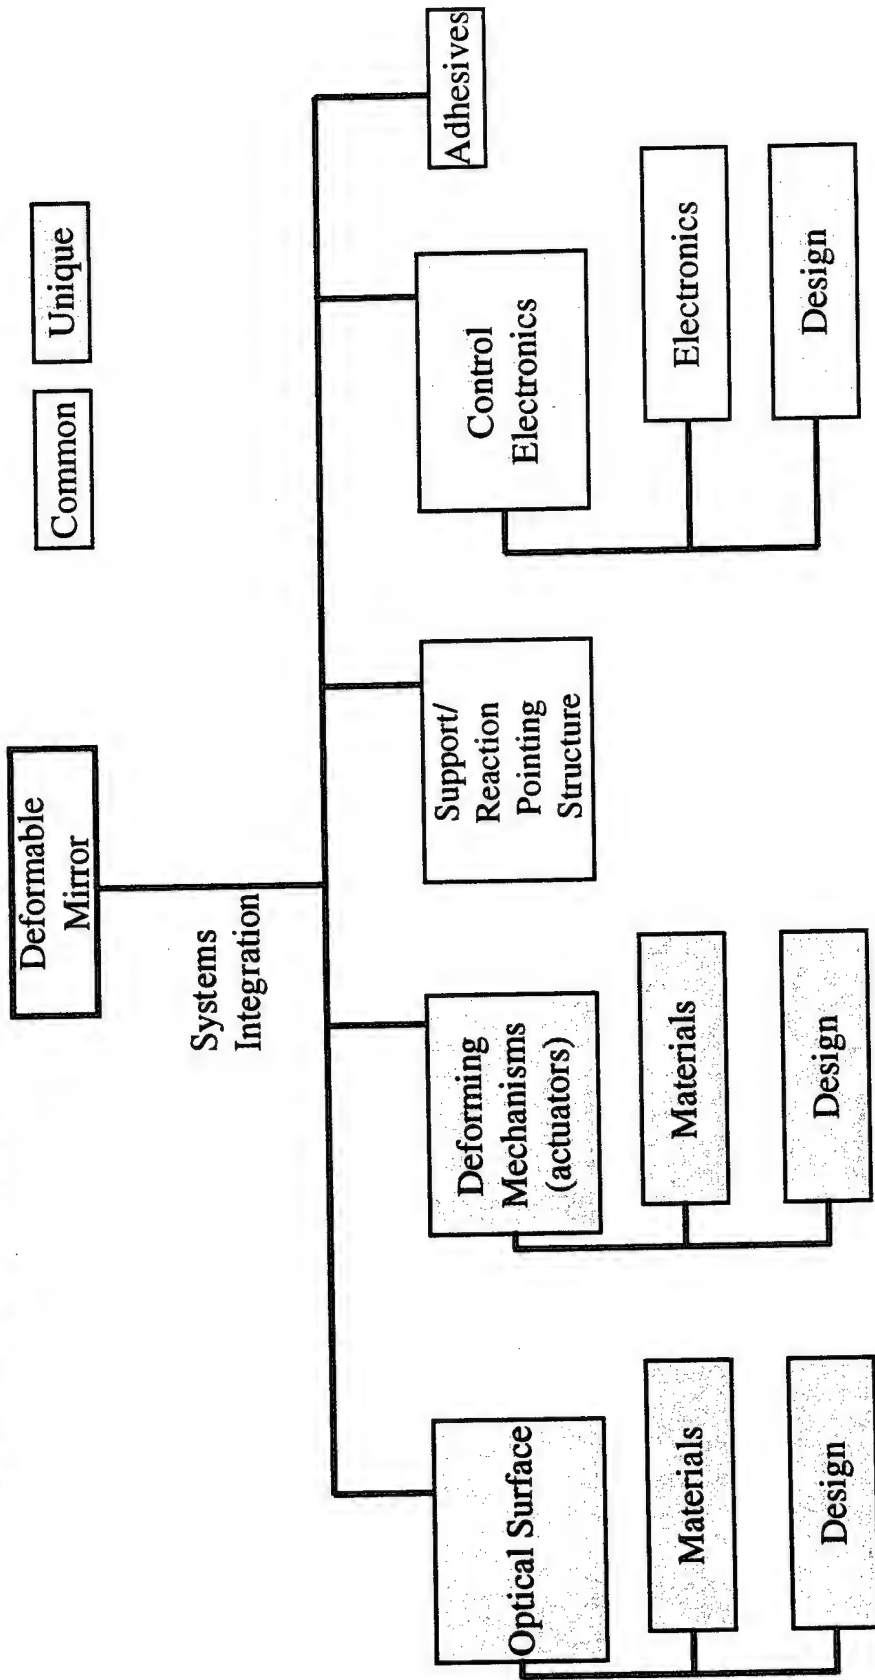 Common
Unique
Deformable
Mirror
Systems
Integration
Optical Surface
Materials
Design
Deforming
Mechanisms
(actuators)
Materials
Design
Support/
Reaction
Pointing
Structure
Control
Electronics
Electronics
Design
Adhesives